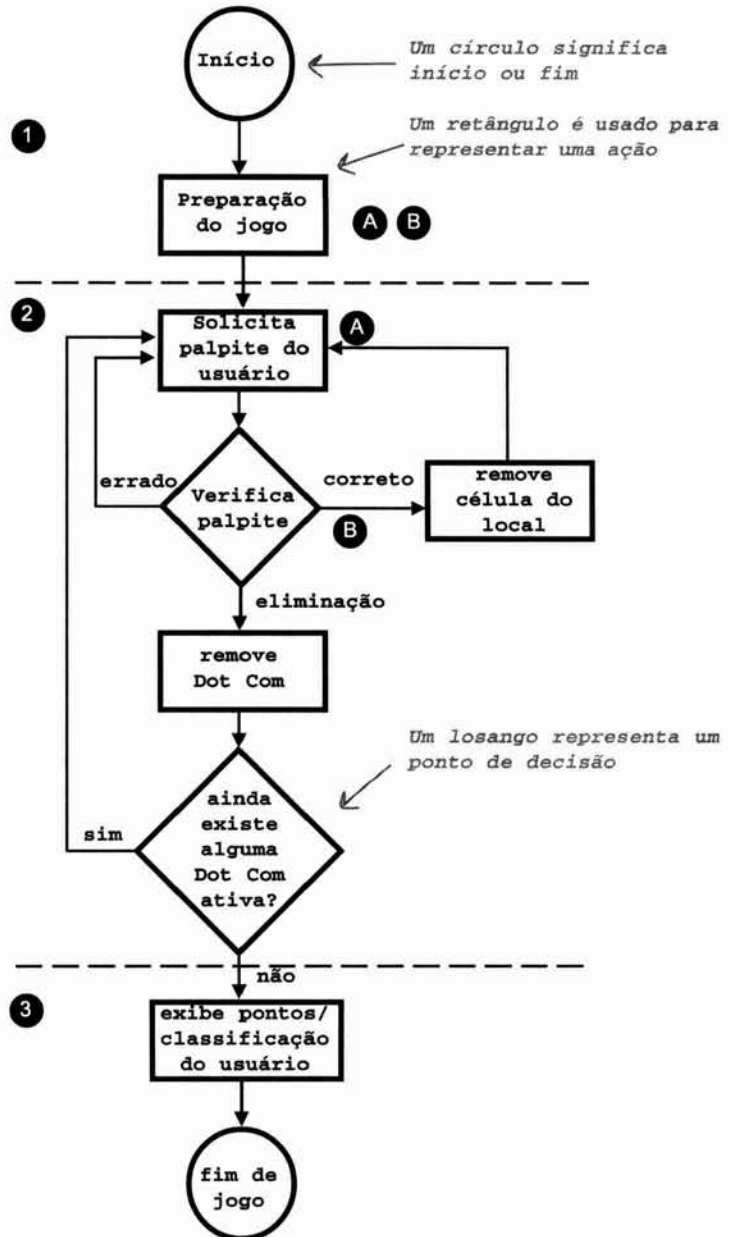 Início
Um círculo significa
início ou fim
1
Um retângulo é usado para
representar uma ação
Preparação
do jogo
A B
2
Solicita
palpite do
usuário
A
errado
Verifica
palpite
correto
B
remove
célula do
local
eliminação
remove
Dot Com
Um losango representa um
ponto de decisão
sim
ainda
existe
alguma
Dot Com
ativa?
não
3
exibe pontos/
classificação
do usuário
fim de
jogo